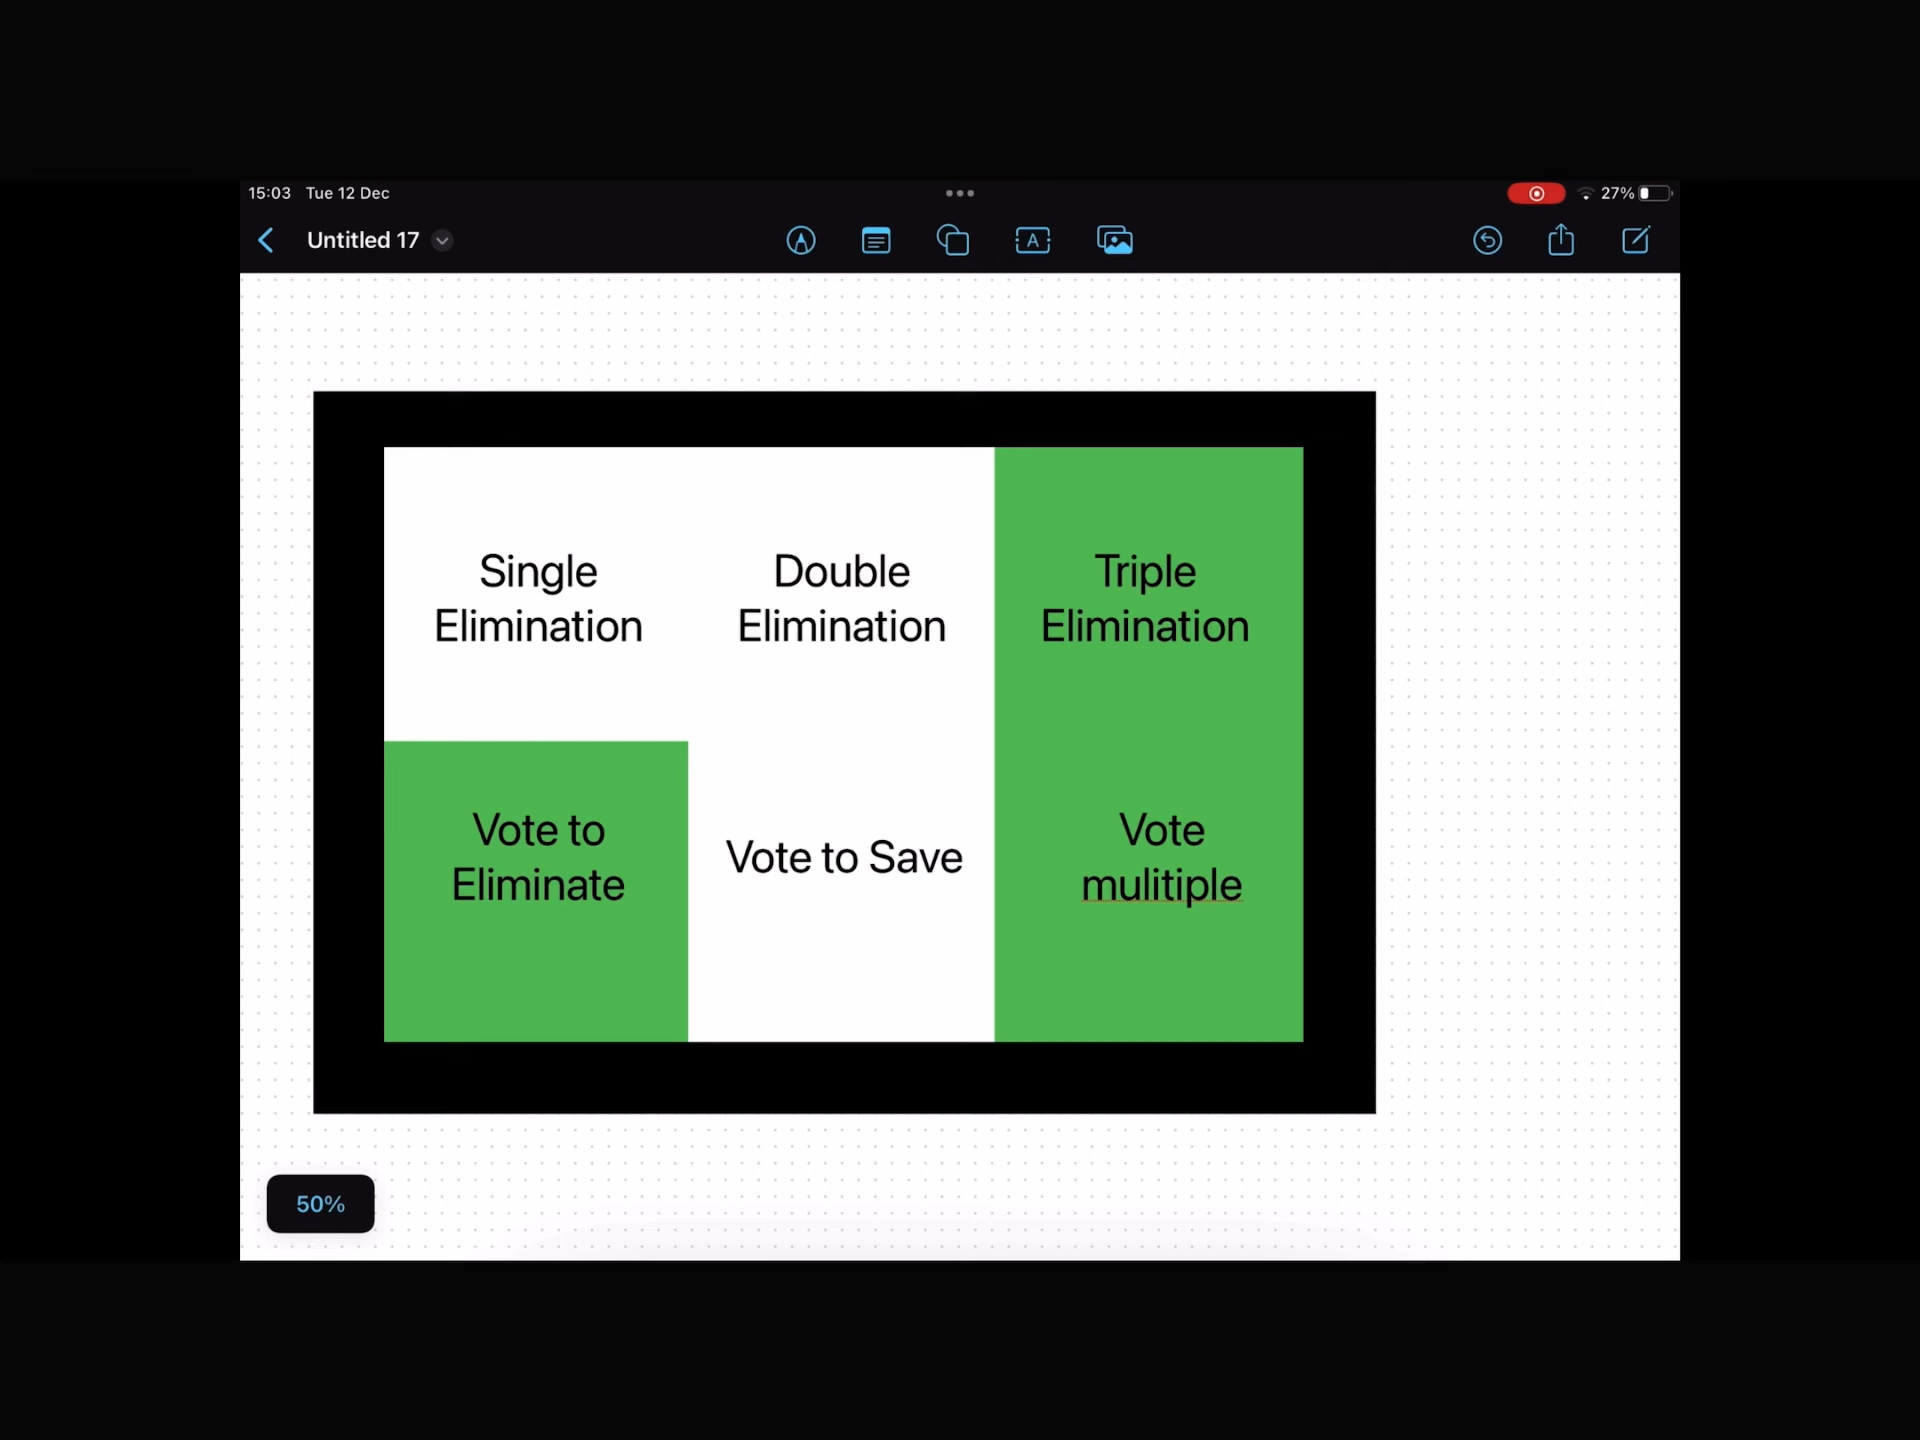 15:03 Tue 12 Dec
27%
Untitled 17
A
Single
Elimination
Double
Elimination
Triple
Elimination
Vote to
Eliminate
Vote to Save
Vote
mulitiple
50%